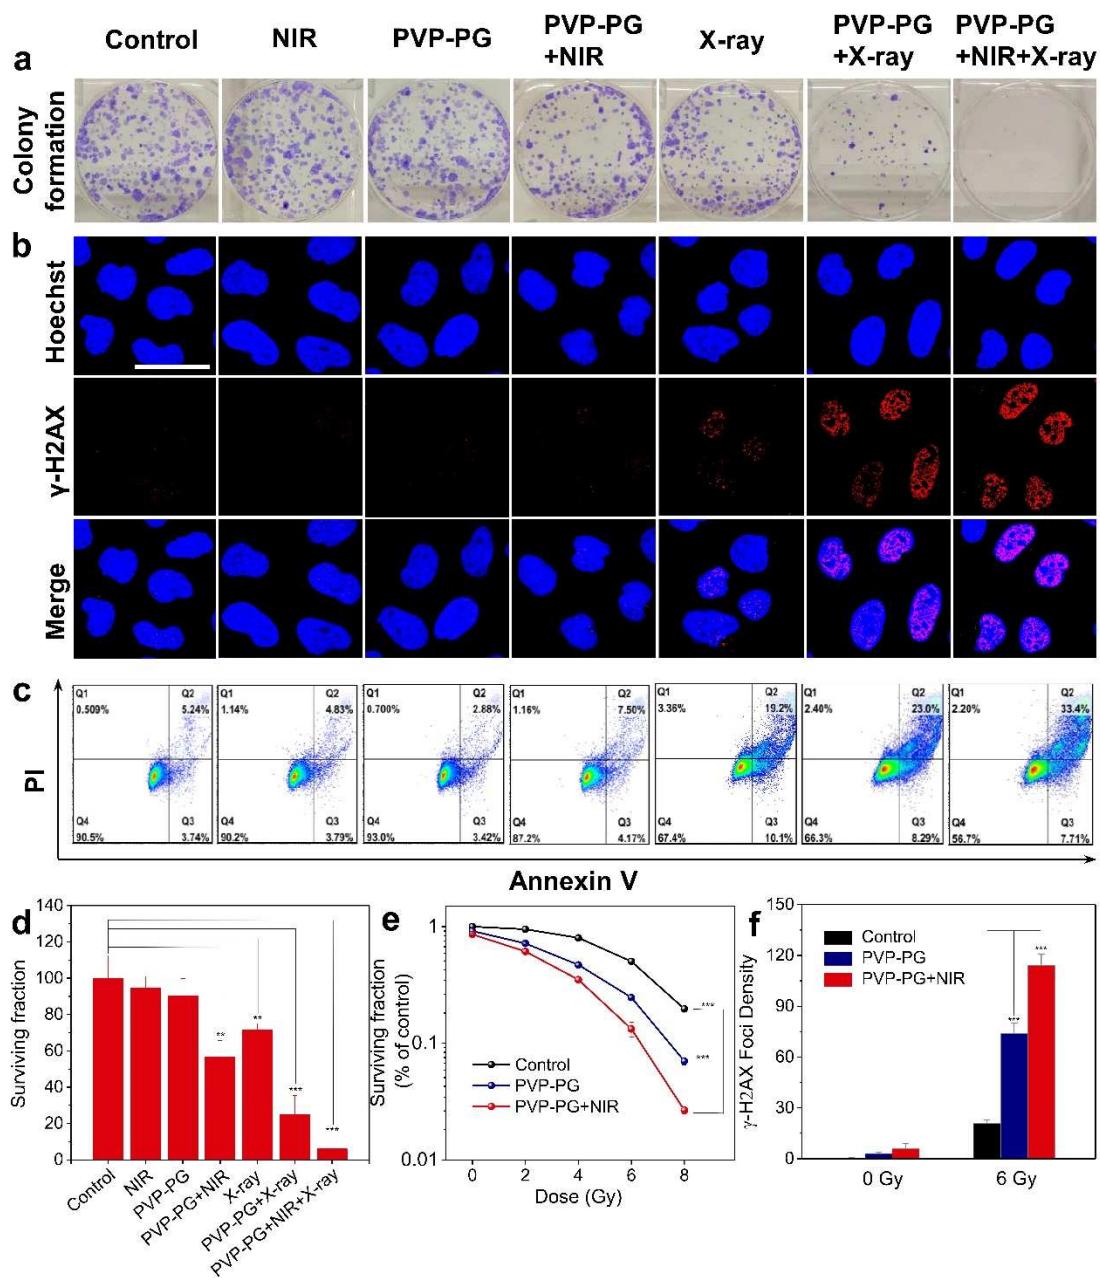 Control
NIR
PVP-PG
PVP-PG
+NIR
X-ray
PVP-PG
+X-ray
PVP-PG
+NIR+X-ray
a
Colony
formation
b
Hoechst
γ-H2AX
Merge
c
PI
Q1
0.509%
Q2
5.24%
Q4
90.5%
Q3
3.74%
Q1
1.14%
Q2
4.83%
Q4
90.2%
Q3
3.79%
Q1
0.700%
Q2
2.88%
Q4
93.0%
Q3
3.42%
Q1
1.16%
Q2
7.50%
Q4
87.2%
Q3
4.17%
Q1
3.36%
Q2
19.2%
Q4
67.4%
Q3
10.1%
Q1
2.40%
Q2
23.0%
Q4
66.3%
Q3
8.29%
Q1
2.20%
Q2
33.4%
Q4
56.7%
Q3
7.71%
Annexin V
d
Surviving fraction
140
120
100
80
60
40
20
0
**
**
***
***
Control
NIR
PVP-PG
PVP-PG+NIR
X-ray
PVP-PG+X-ray
PVP-PG+NIR+X-ray
e
Surviving fraction
(% of control)
1
0.1
0.01
***
***
Control
PVP-PG
PVP-PG+NIR
0 2 4 6 8
Dose (Gy)
f
γ-H2AX Foci Density
150
120
90
60
30
0
Control
PVP-PG
PVP-PG+NIR
***
***
0 Gy
6 Gy